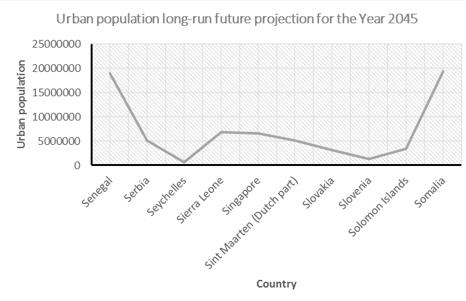 Urban population long-run future projection for the Year 2045
Urban population
25000000
20000000
15000000
10000000
5000000
0
Senegal
Serbia
Seychelles
Sierra Leone
Singapore
Sint Maarten (Dutch part)
Slovakia
Slovenia
Solomon Islands
Somalia
Country